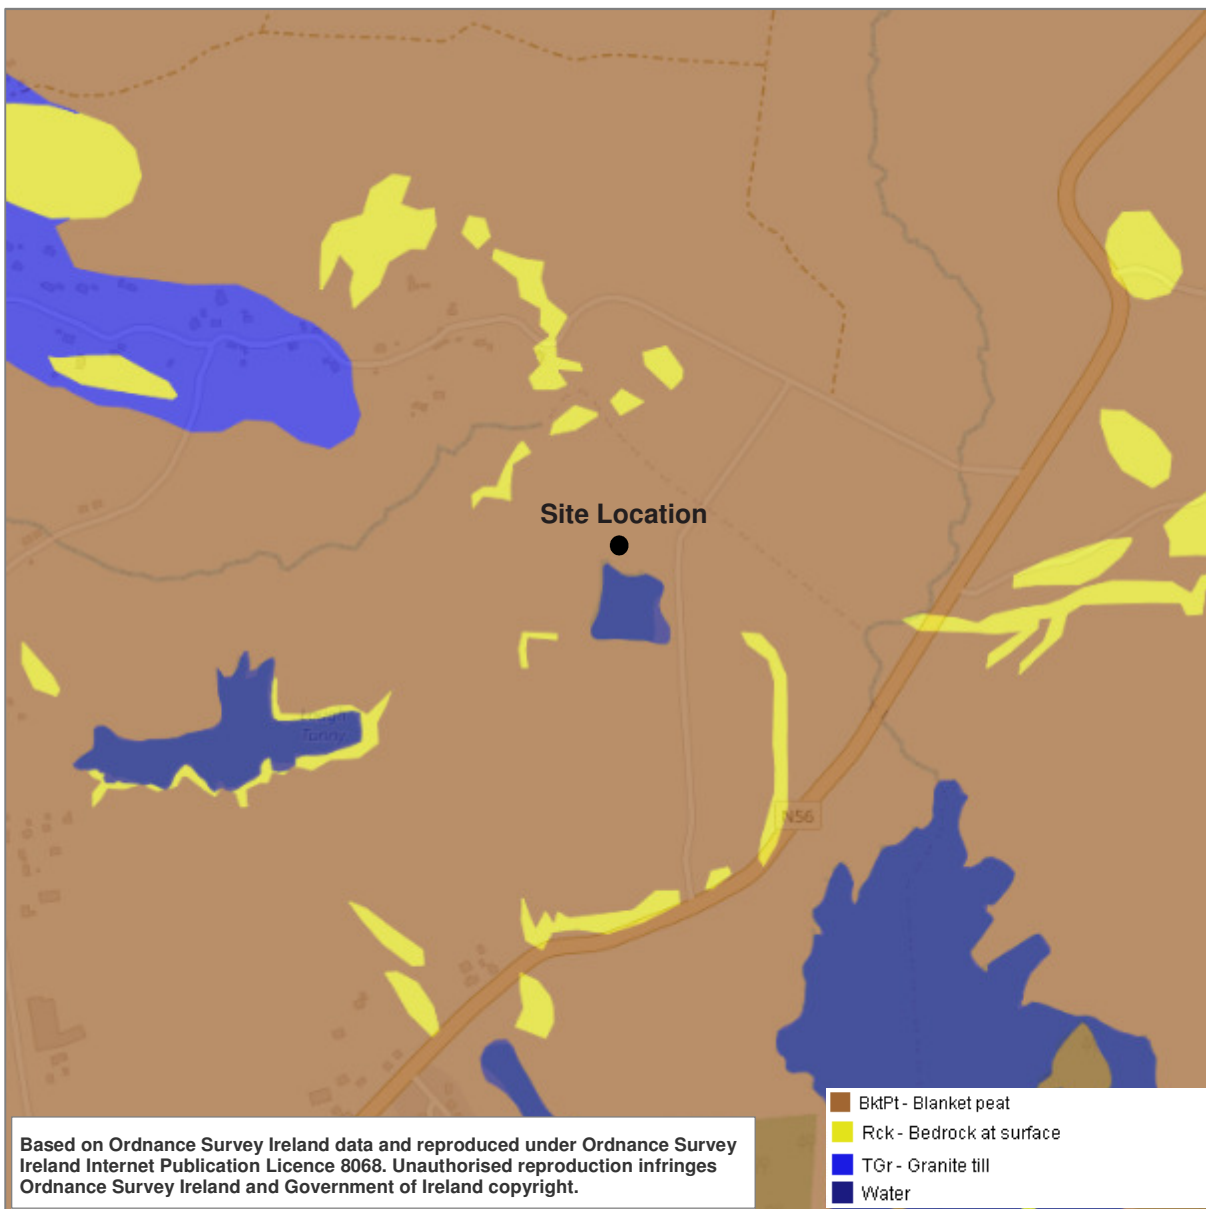 Site Location
Lough
Tunny
N56
Based on Ordnance Survey Ireland data and reproduced under Ordnance Survey
Ireland Internet Publication Licence 8068. Unauthorised reproduction infringes
Ordnance Survey Ireland and Government of Ireland copyright.
BktPt - Blanket peat
Rck - Bedrock at surface
TGr - Granite till
Water